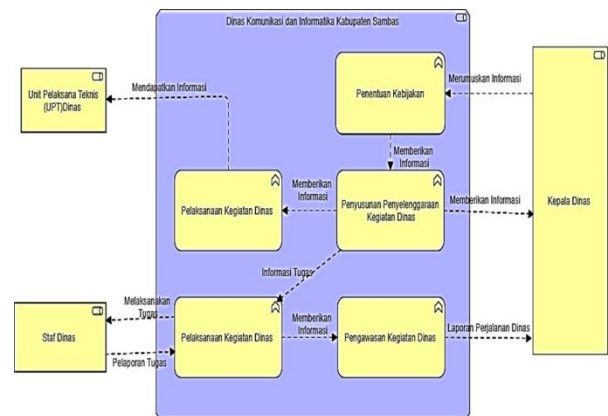 Dinas Komunikasi dan Informatika Kabupaten Sambas
Unit Pelaksana Teknis
(UPT)Dinas
Mendapatkan Informasi
Penentuan Kebijakan
Merumuskan Informasi
Memberikan
Informasi
Pelaksanaan Kegiatan Dinas
Memberikan
Informasi
Penyusunan Penyelenggaraan
Kegiatan Dinas
Memberikan Informasi
Kepala Dinas
Informasi Tugas
Staf Dinas
Melaksanakan
Tugas
Pelaporan Tugas
Pelaksanaan Kegiatan Dinas
Memberikan
Informasi
Pengawasan Kegiatan Dinas
Laporan Perjalanan Dinas